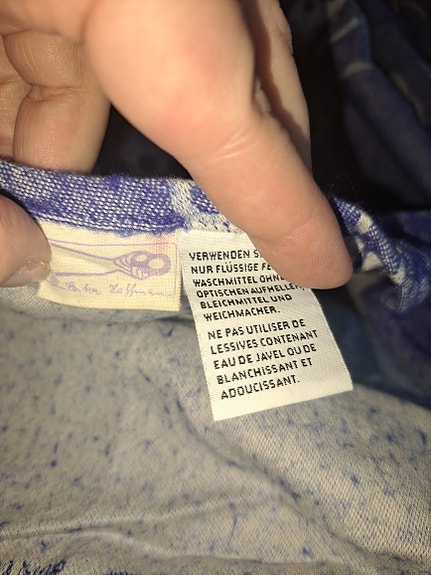 VERWENDEN
NUR FLÜSSIGE
WASCHMITTEL OHNE
OPTISCHEN AUFHELLER,
BLEICHMITTEL UND
WEICHMACHER.
NE PAS UTILISER DE
LESSIVES CONTENANT
EAU DE JAVEL OU DE
BLANCHISSANT ET
ADOUCISSANT.